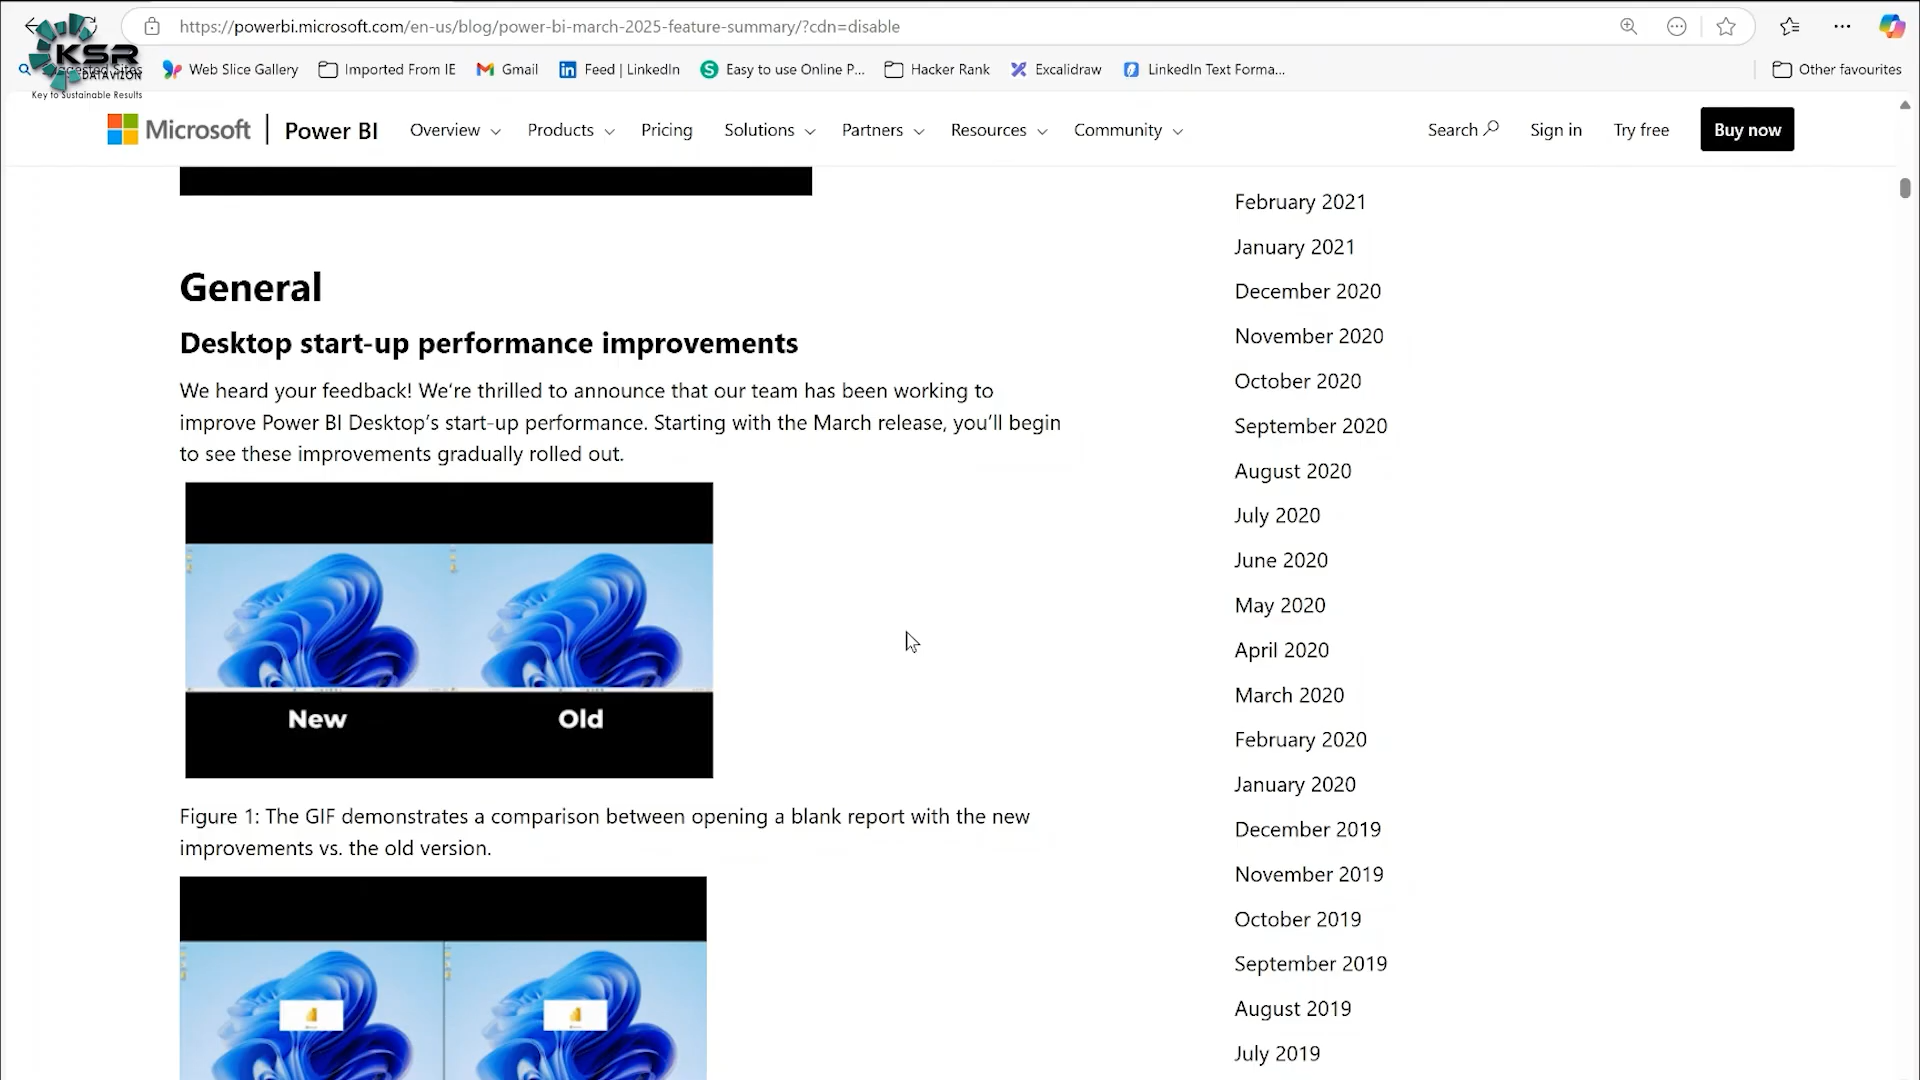 https://powerbi.microsoft.com/en-us/blog/power-bi-march-2025-feature-summary/?cdn=disable
KSR
DATAVIZON
Key to Sustainable Results
Web Slice Gallery
Imported From IE
Gmail
Feed | LinkedIn
Easy to use Online P...
Hacker Rank
Excalidraw
LinkedIn Text Forma...
Other favourites
Microsoft
Power BI
Overview
Products
Pricing
Solutions
Partners
Resources
Community
Search
Sign in
Try free
Buy now
General
Desktop start-up performance improvements
We heard your feedback! We're thrilled to announce that our team has been working to
improve Power BI Desktop's start-up performance. Starting with the March release, you'll begin
to see these improvements gradually rolled out.
New
Old
Figure 1: The GIF demonstrates a comparison between opening a blank report with the new
improvements vs. the old version.
February 2021
January 2021
December 2020
November 2020
October 2020
September 2020
August 2020
July 2020
June 2020
May 2020
April 2020
March 2020
February 2020
January 2020
December 2019
November 2019
October 2019
September 2019
August 2019
July 2019